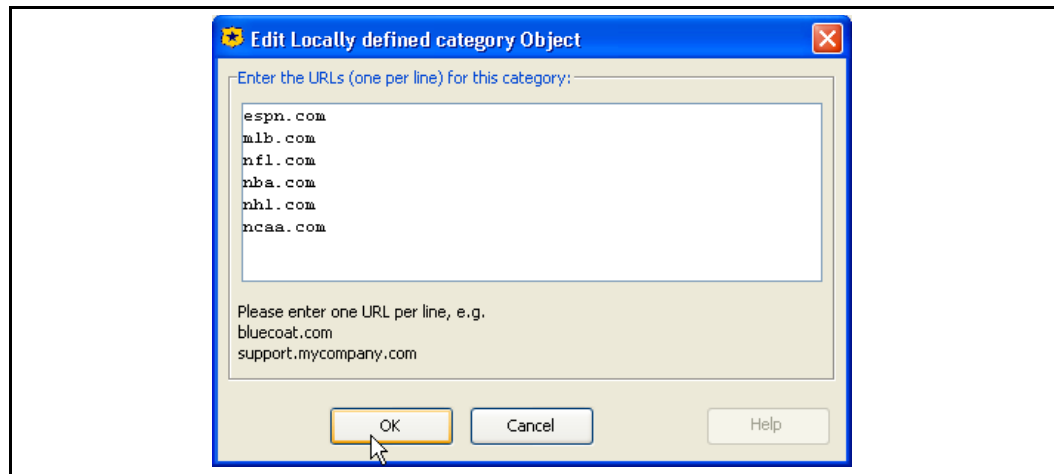 Edit Locally defined category Object
Enter the URLs (one per line) for this category:
espn.com
mlb.com
nfl.com
nba.com
nhl.com
ncaa.com
Please enter one URL per line, e.g.
bluecoat.com
support.mycompany.com
OK
Cancel
Help